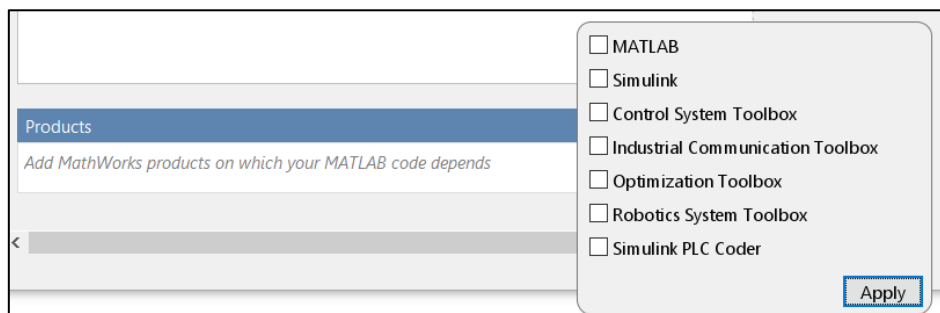 Products
Add MathWorks products on which your MATLAB code depends
MATLAB
Simulink
Control System Toolbox
Industrial Communication Toolbox
Optimization Toolbox
Robotics System Toolbox
Simulink PLC Coder
Apply